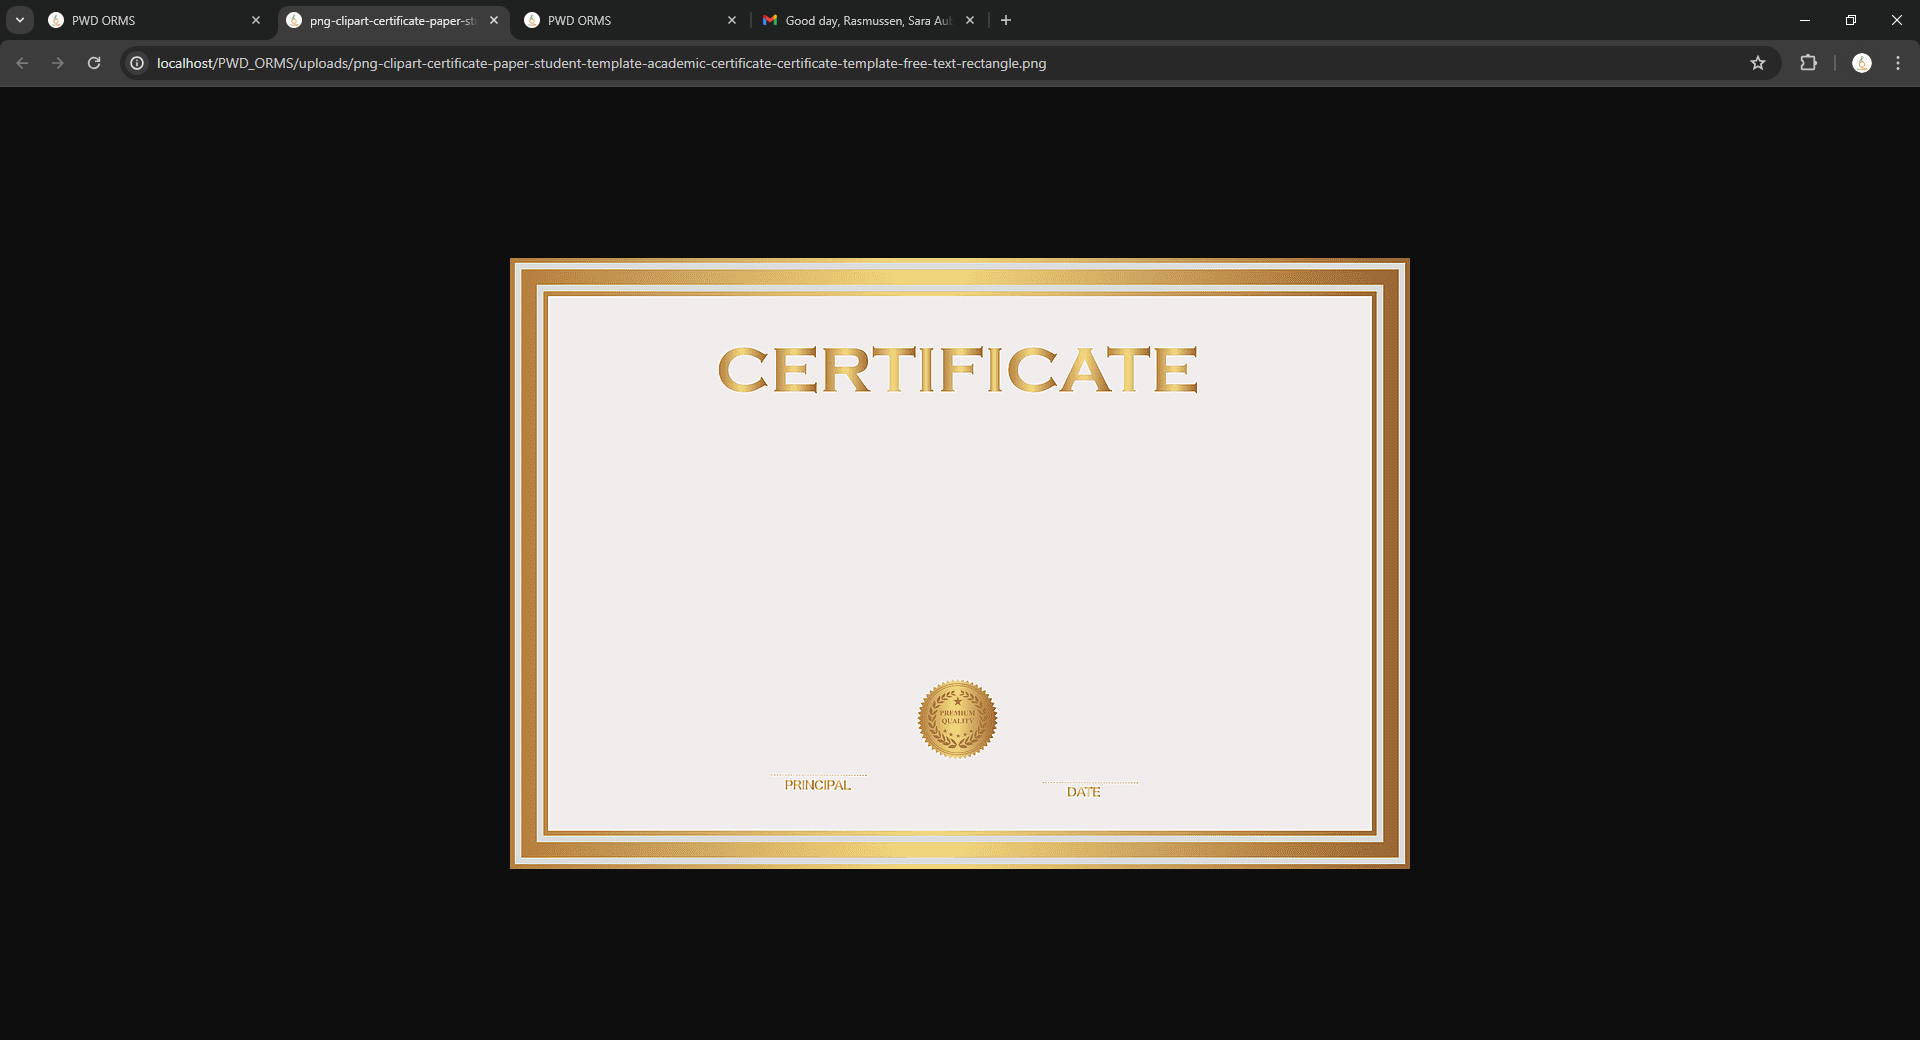 PWD ORMS
png-clipart-certificate-paper-st
PWD ORMS
Good day, Rasmussen, Sara Au
localhost/PWD_ORMS/uploads/png-clipart-certificate-paper-student-template-academic-certificate-certificate-template-free-text-rectangle.png
CERTIFICATE
PREMIUM
QUALITY
PRINCIPAL
DATE